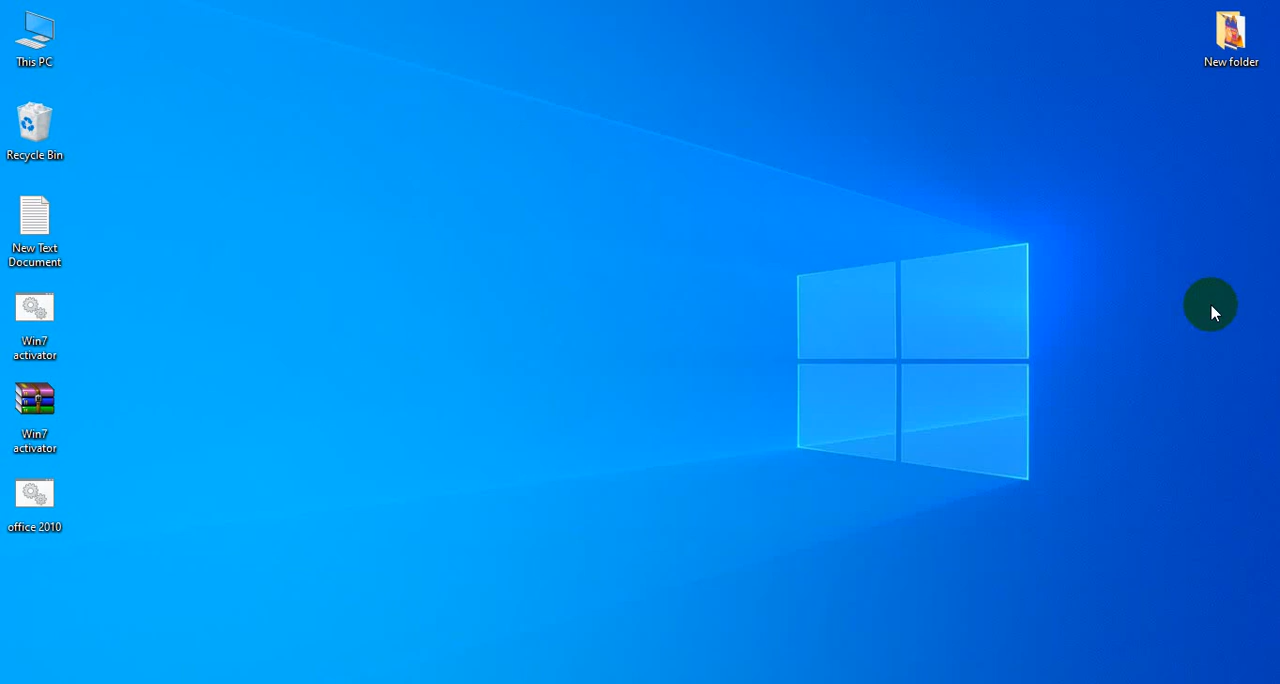 This PC
New folder
Recycle Bin
New Text
Document
Win7
activator
Win7
activator
office 2010